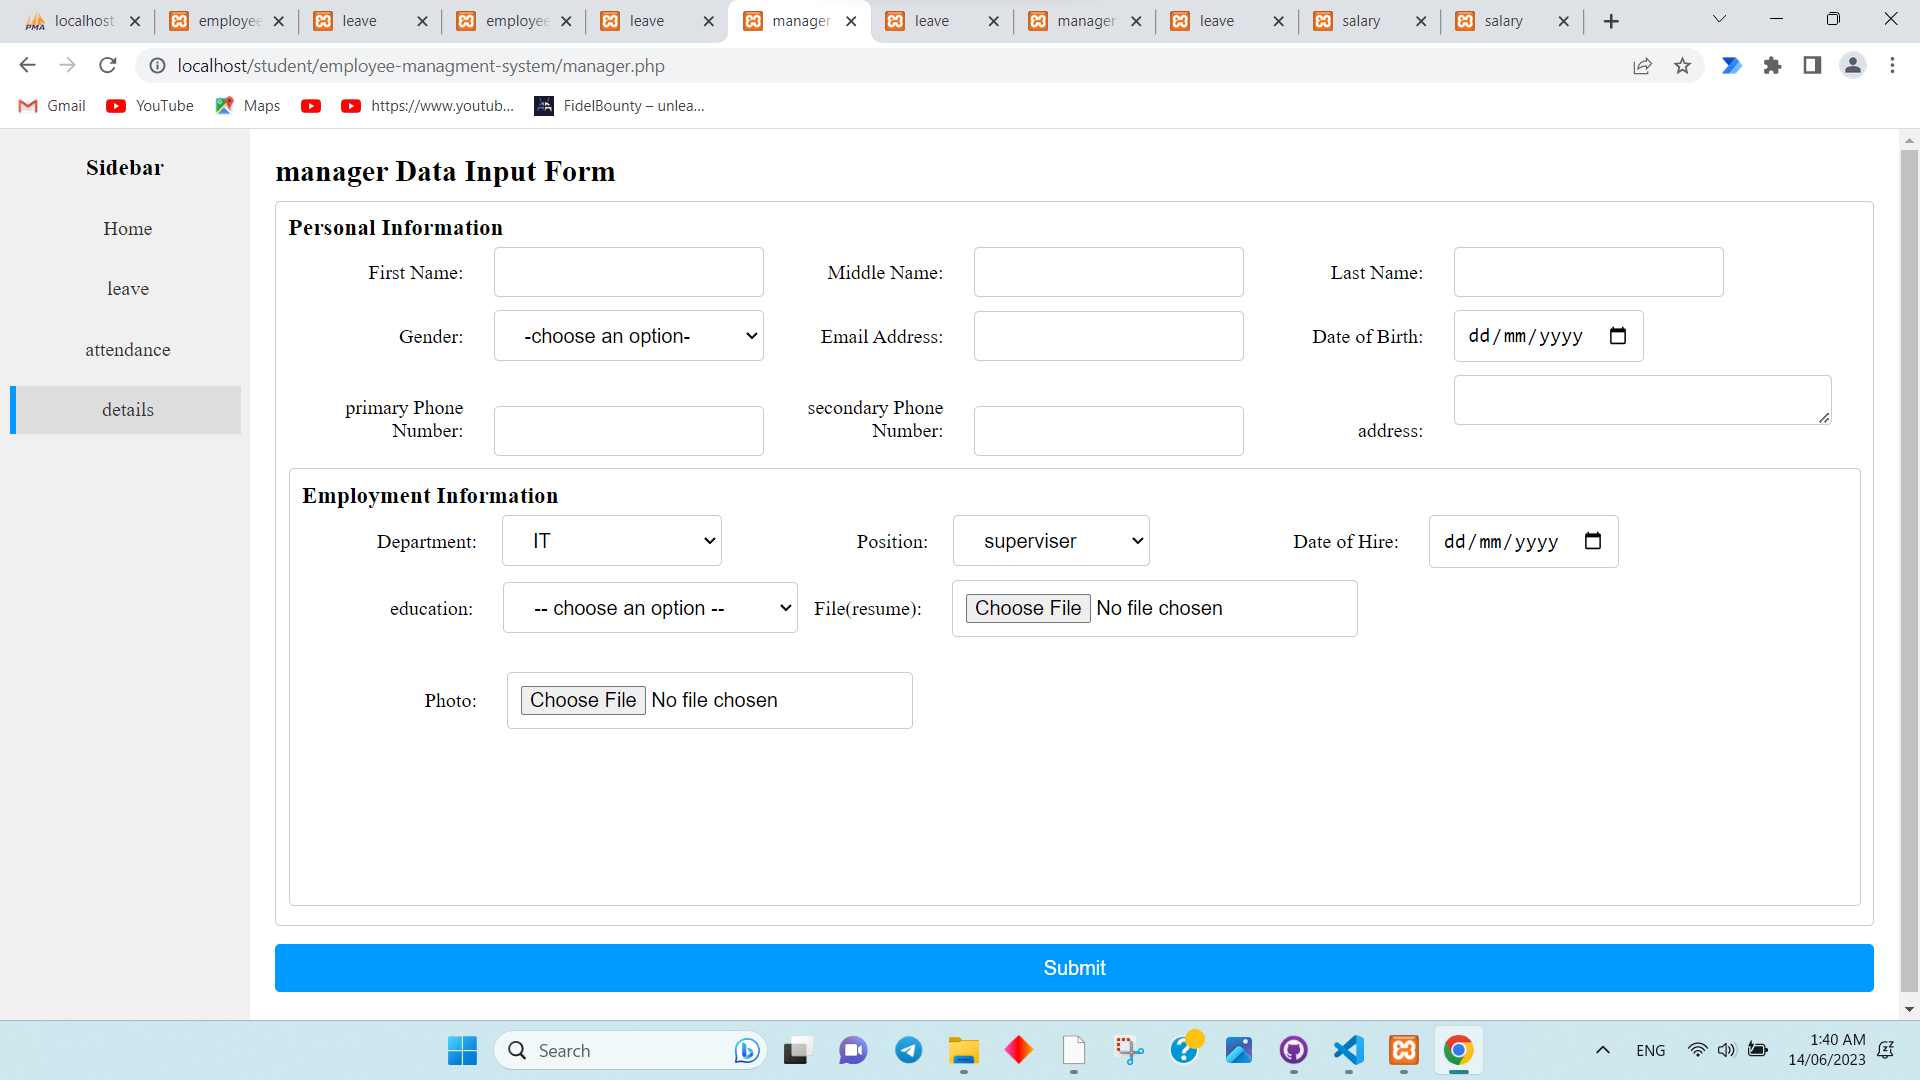 localhost
employee
leave
employee
leave
manager
leave
manager
leave
salary
salary
localhost/student/employee-managment-system/manager.php
Gmail
YouTube
Maps
https://www.youtub...
FidelBounty – unlea...
Sidebar
Home
leave
attendance
details
manager Data Input Form
Personal Information
First Name:
Middle Name:
Last Name:
Gender:
-choose an option-
Email Address:
Date of Birth:
dd/mm/yyyy
primary Phone
Number:
secondary Phone
Number:
address:
Employment Information
Department:
IT
Position:
superviser
Date of Hire:
dd/mm/yyyy
education:
-- choose an option --
File(resume):
Choose File No file chosen
Photo:
Choose File No file chosen
Submit
Search
ENG
1:40 AM
14/06/2023